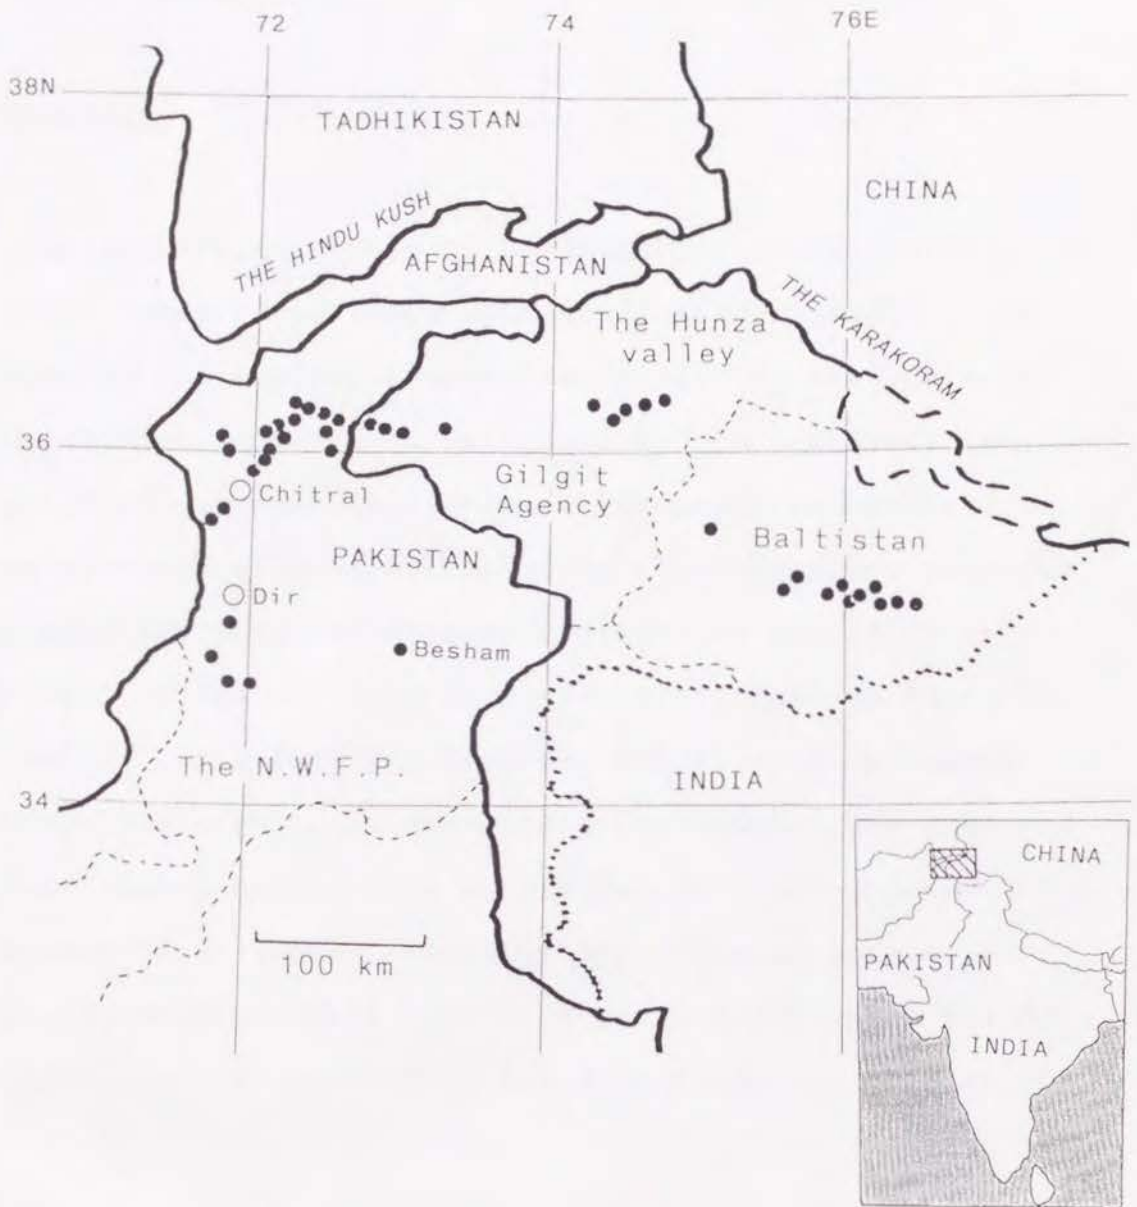 72 74 76E
38N
TADHIKISTAN
CHINA
THE HINDU KUSH
AFGHANISTAN
THE KARAKORAM
The Hunza
valley
36
Gilgit
Agency
Chitral
PAKISTAN
Baltistan
Dir
Besham
The N.W.F.P.
INDIA
34
100 km
CHINA
PAKISTAN
INDIA